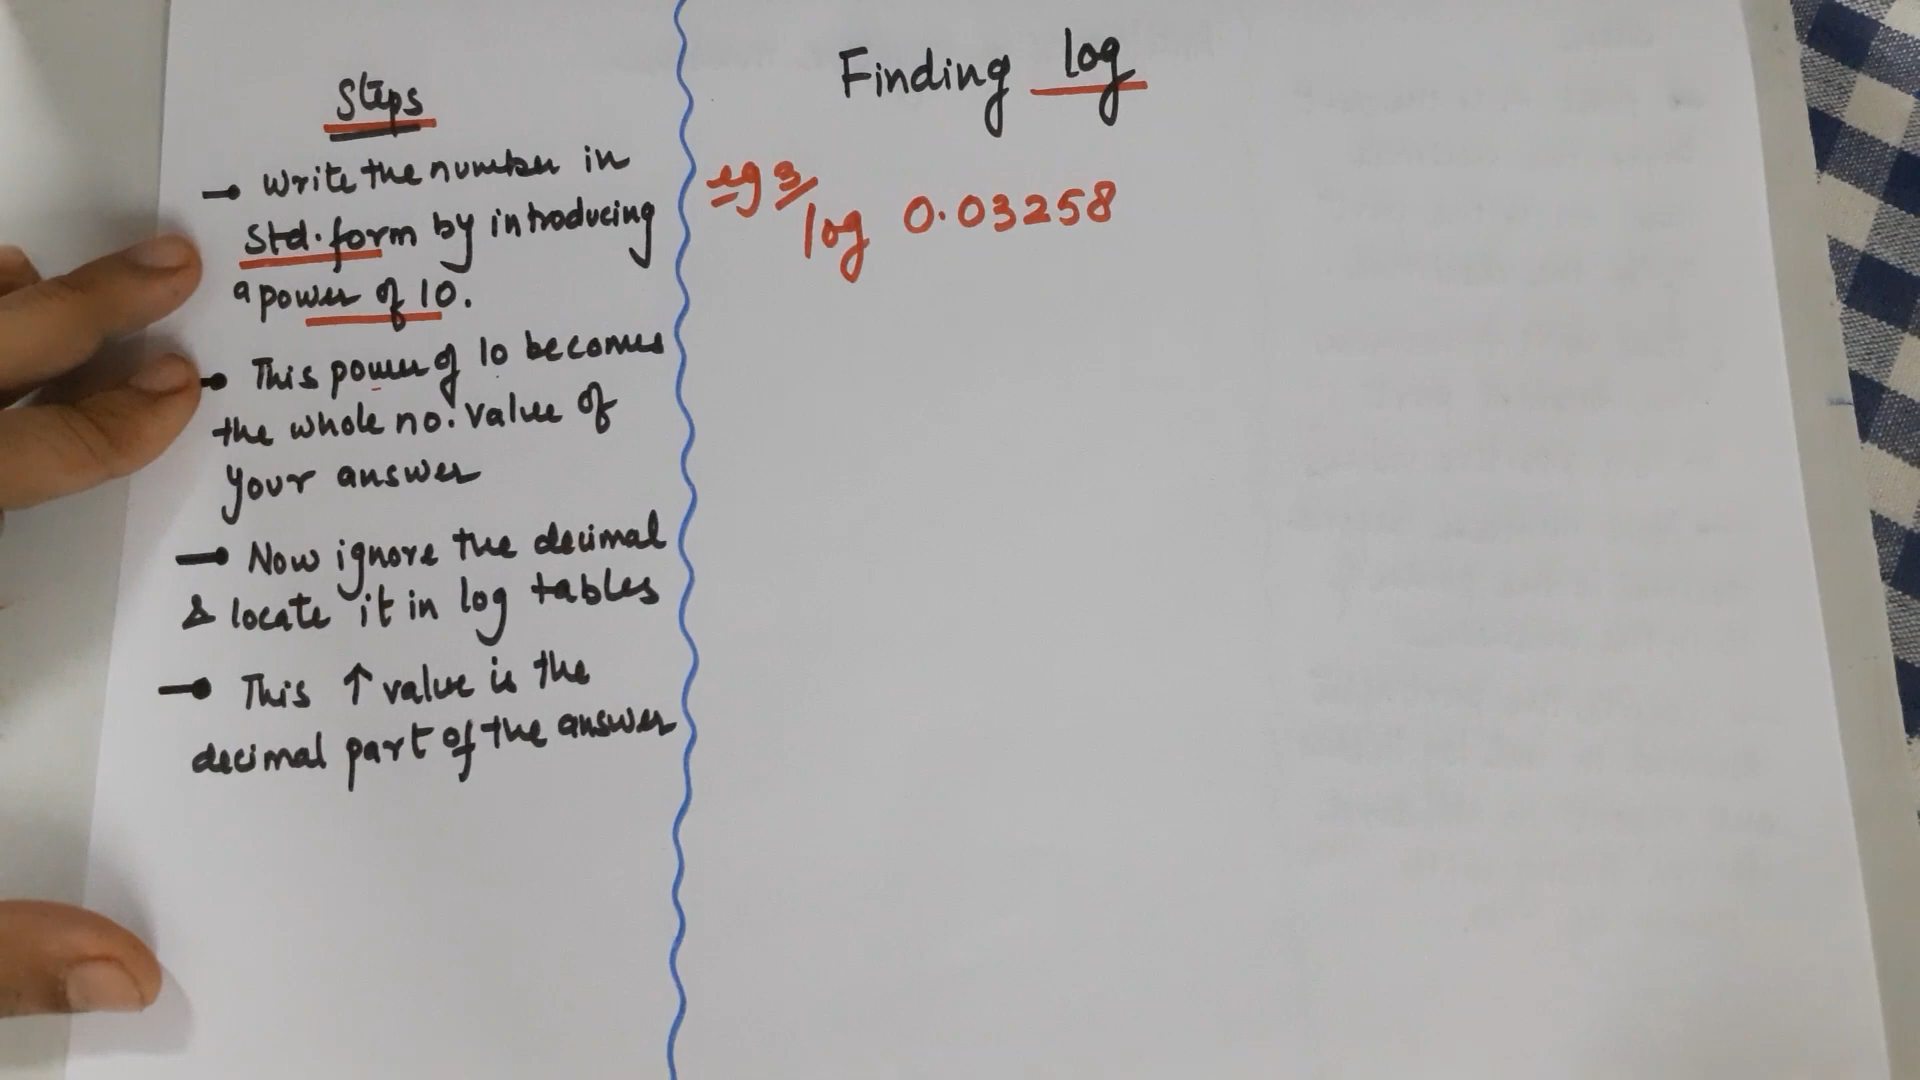 Steps
Write the number in
Std. form by introducing
a power of 10.
This power of 10 becomes
the whole no. value of
your answer
Now ignore the decimal
& locate it in log tables
This ↑ value is the
decimal part of the answer
Finding log
eg 3/
log 0.03258